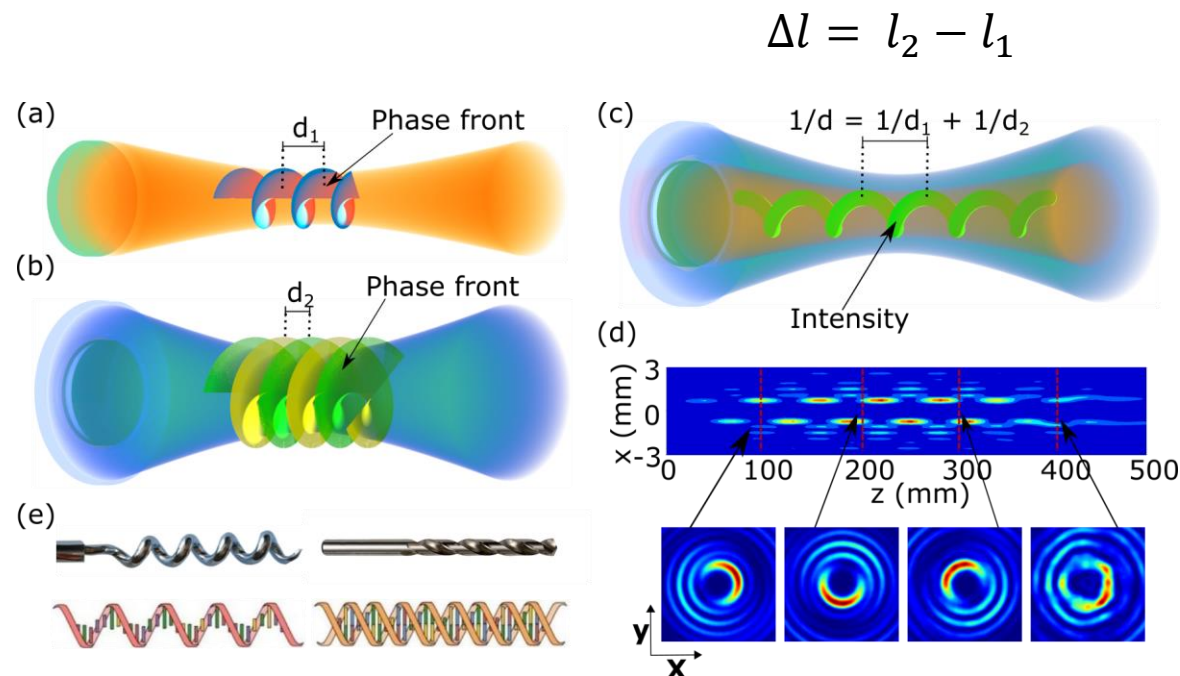 Δl = l₂ − l₁
(a)
d₁
Phase front
(b)
d₂
Phase front
(c)
1/d = 1/d₁ + 1/d₂
Intensity
(d)
x (mm)
3
0
-3
0 100 200 300 400 500
z (mm)
y
x
(e)